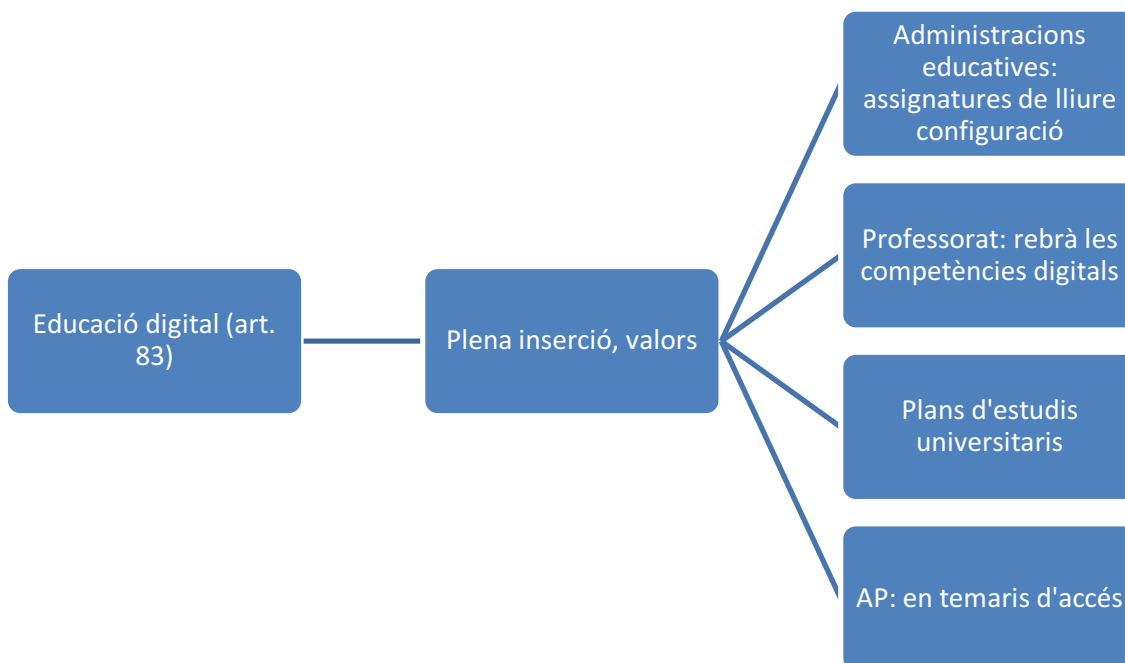 Administracions
educatives:
assignatures de lliure
configuració
Professorat: rebrà les
competències digitals
Educació digital (art.
83)
Plena inserció, valors
Plans d'estudis
universitaris
AP: en temaris d'accés